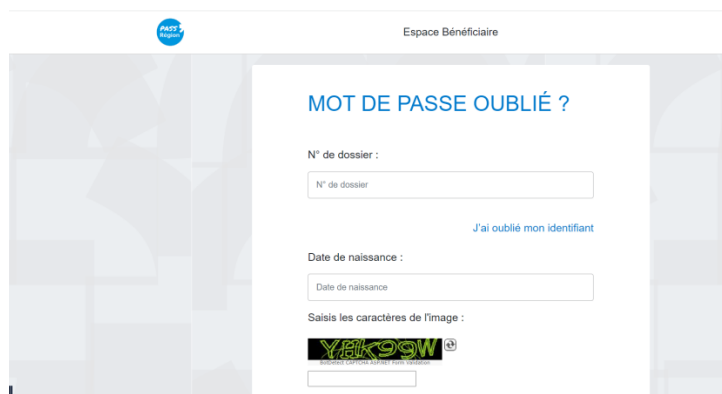 PASS'
Région
Espace Bénéficiaire
MOT DE PASSE OUBLIÉ ?
N° de dossier :
N° de dossier
J'ai oublié mon identifiant
Date de naissance :
Date de naissance
Saisis les caractères de l'image :
BotDetect CAPTCHA ASP.NET Form Validation